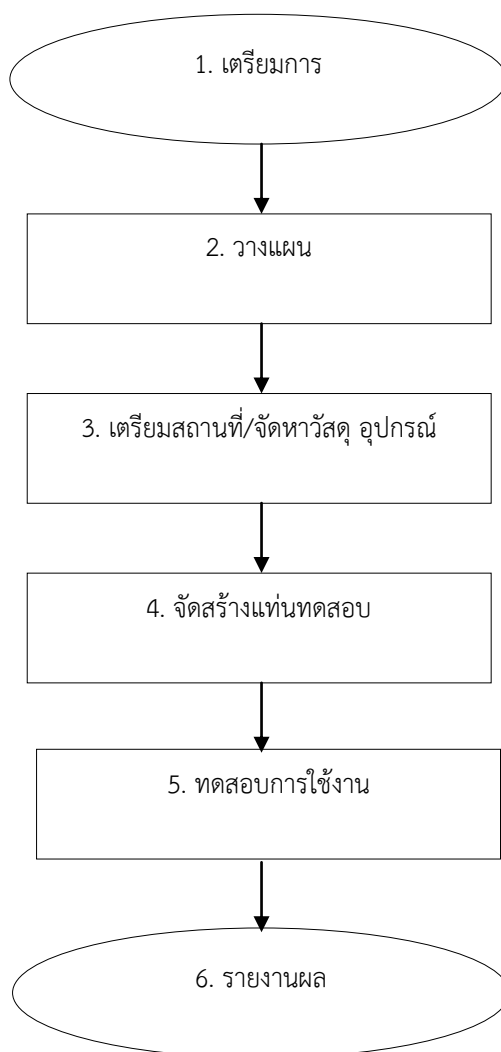 1. เตรียมการ
2. วางแผน
3. เตรียมสถานที่/จัดหาวัสดุ อุปกรณ์
4. จัดสร้างแท่นทดสอบ
5. ทดสอบการใช้งาน
6. รายงานผล